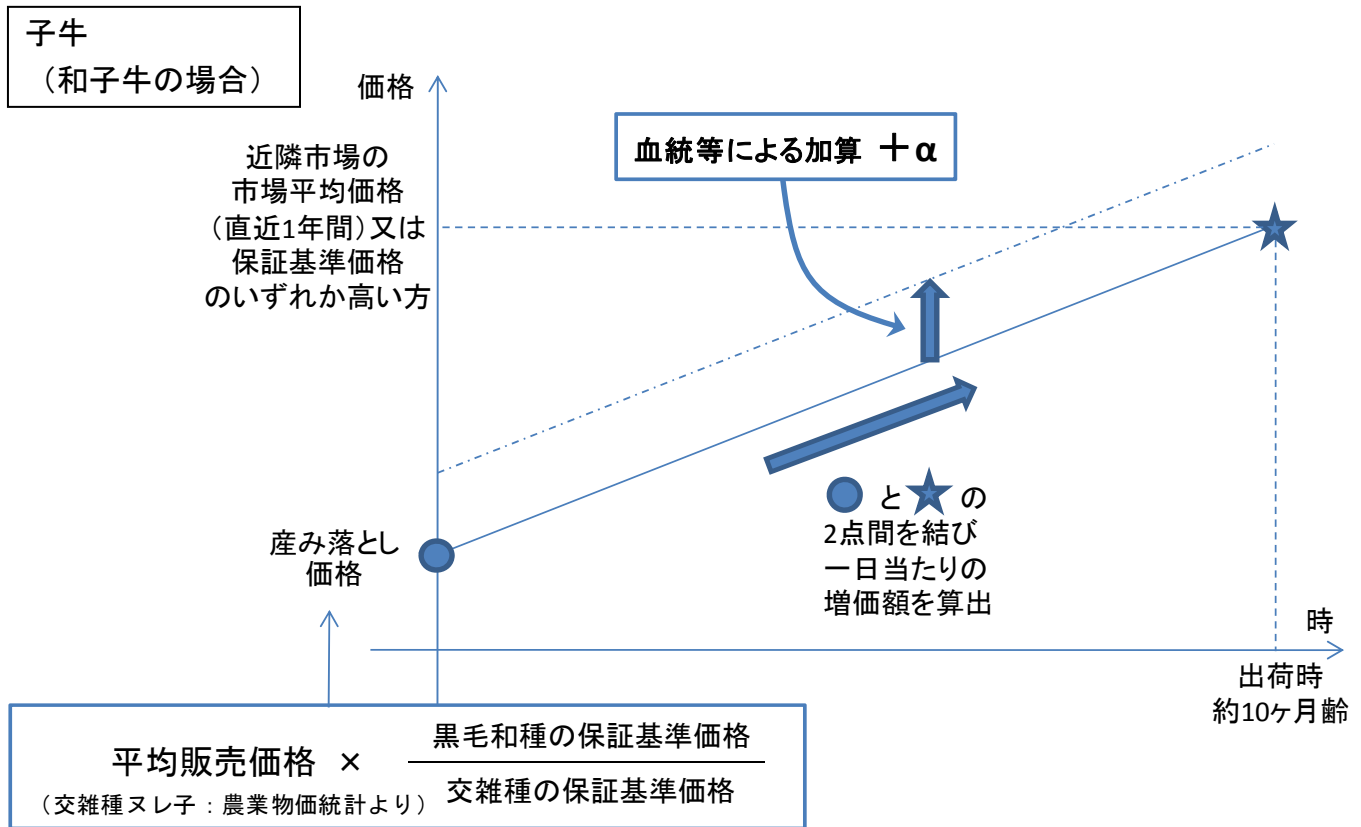 子牛
（和子牛の場合）
価格
血統等による加算 ＋α
近隣市場の
市場平均価格
（直近1年間）又は
保証基準価格
のいずれか高い方
と の
2点間を結び
一日当たりの
増価額を算出
産み落とし
価格
時
出荷時
約10ヶ月齢
平均販売価格 ×
（交雑種ヌレ子：農業物価統計より）
黒毛和種の保証基準価格
交雑種の保証基準価格